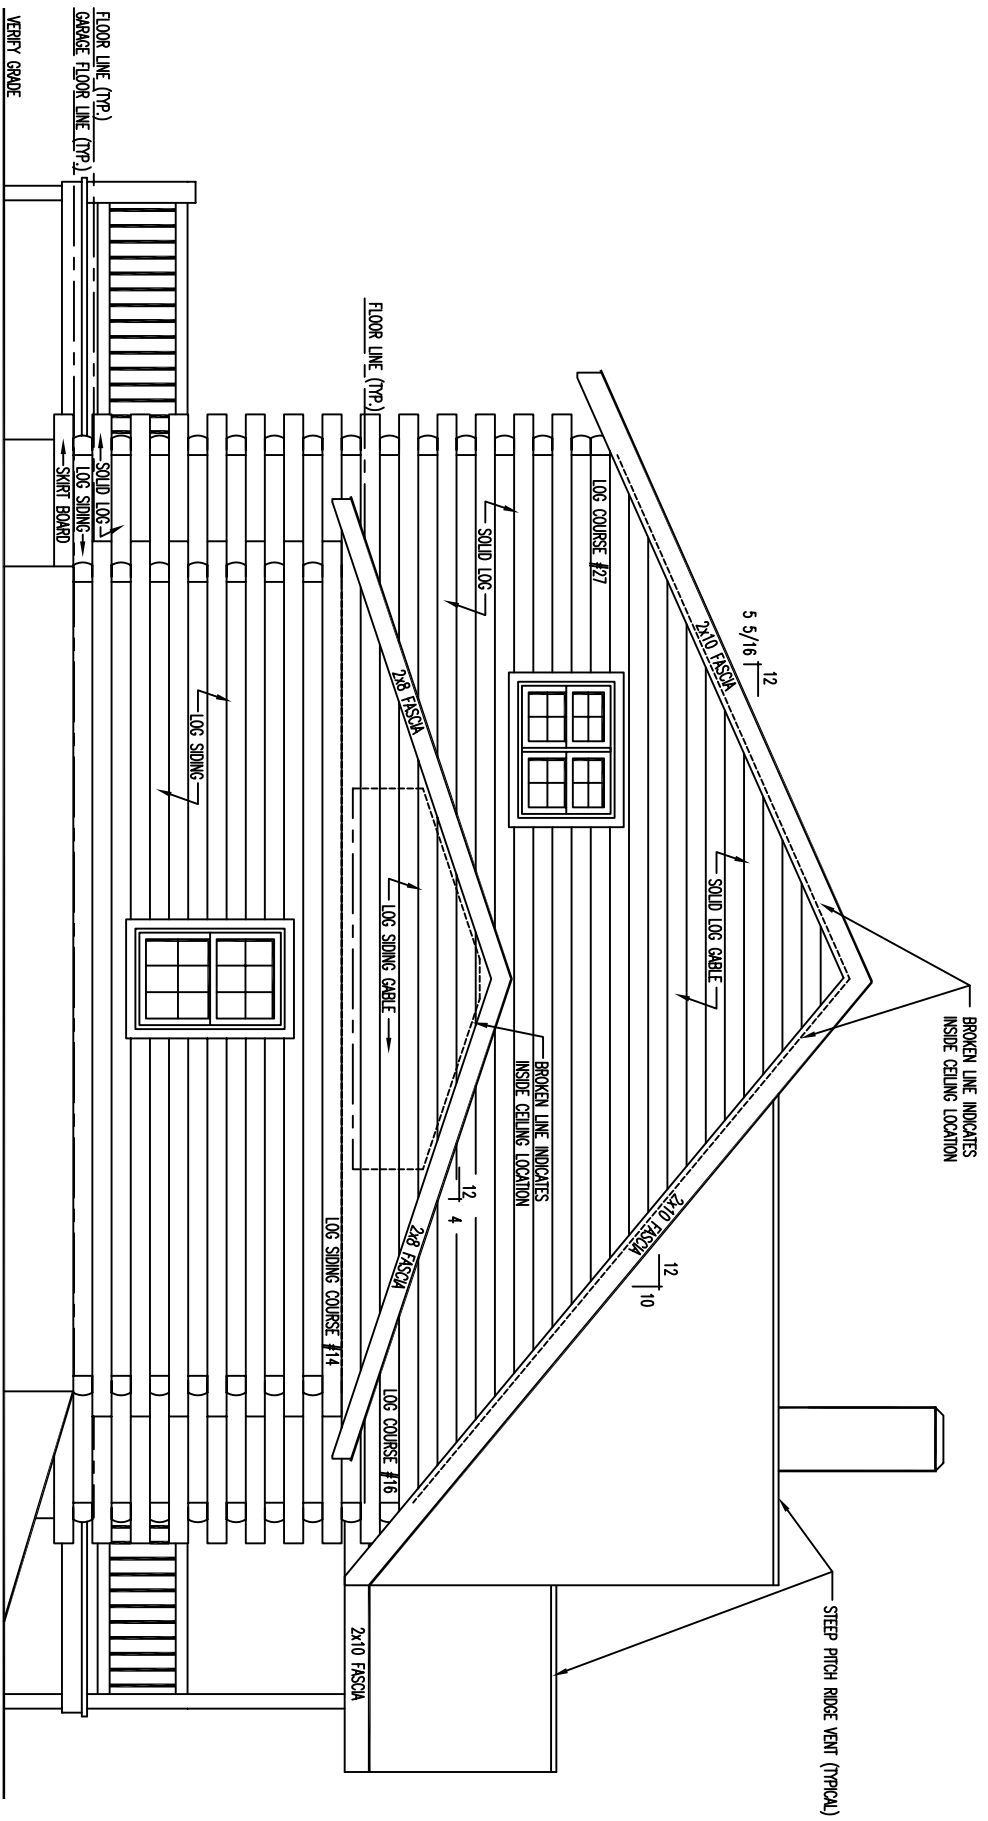 BROKEN LINE INDICATES
INSIDE CEILING LOCATION
STEEP PITCH RIDGE VENT (TYPICAL)
12
5 5/16
2x10 FASCIA
SOLID LOG GABLE
2x10 FASCIA
12
10
LOG COURSE #27
BROKEN LINE INDICATES
INSIDE CEILING LOCATION
SOLID LOG
12
4
FLOOR LINE (TYP.)
2x8 FASCIA
LOG SIDING GABLE
2x8 FASCIA
LOG COURSE #16
2x10 FASCIA
LOG SIDING COURSE #14
LOG SIDING
FLOOR LINE (TYP.)
GARAGE FLOOR LINE (TYP.)
SOLID LOG
LOG SIDING
SKIRT BOARD
VERIFY GRADE